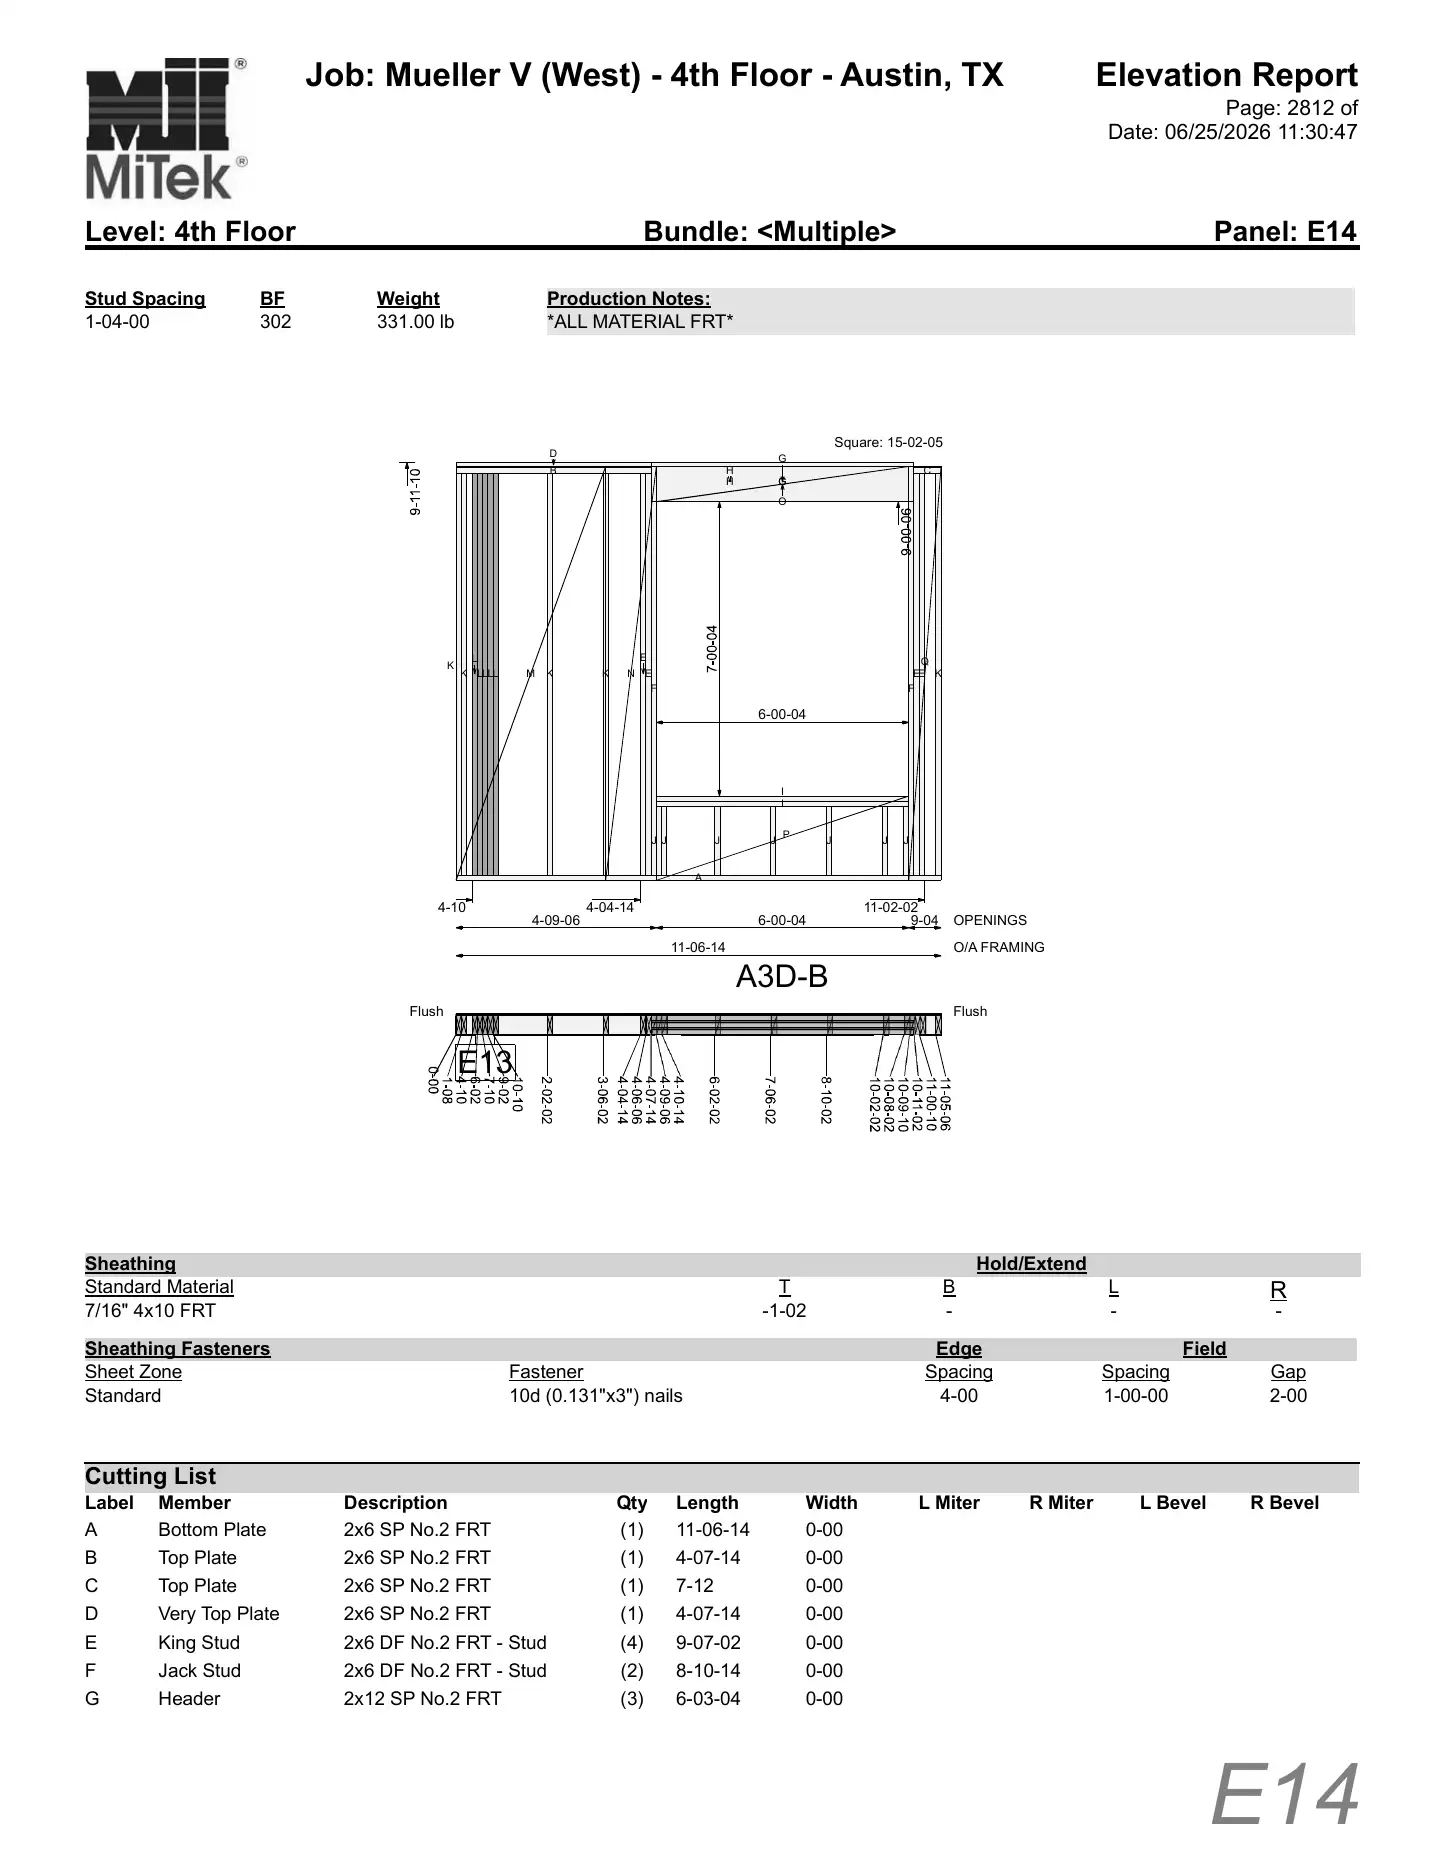 Job: Mueller V (West) - 4th Floor - Austin, TX
Elevation Report
Page: 2812 of
Date: 06/25/2026 11:30:47
MiTek®
Level: 4th Floor Bundle: <Multiple> Panel: E14
Stud Spacing BF Weight Production Notes:
1-04-00 302 331.00 lb *ALL MATERIAL FRT*
Square: 15-02-05
D
G
B
H
H
G
C
O
9-11-10
9-00-06
7-00-04
E
K
L
Q
K LLLL M K K N E EE K
F F
6-00-04
I
I
P
J J J J J J J
A
4-10 4-04-14 11-02-02
4-09-06 6-00-04 9-04 OPENINGS
11-06-14 O/A FRAMING
A3D-B
Flush Flush
E13
0-00
1-08
4-10
6-02
7-10
9-02
10-10
2-02-02
3-06-02
4-04-14
4-06-06
4-07-14
4-09-06
4-10-14
6-02-02
7-06-02
8-10-02
10-02-02
10-08-02
10-09-10
10-11-02
11-00-10
11-05-06
Sheathing Hold/Extend
Standard Material T B L R
7/16" 4x10 FRT -1-02 - - -
Sheathing Fasteners Edge Field
Sheet Zone Fastener Spacing Spacing Gap
Standard 10d (0.131"x3") nails 4-00 1-00-00 2-00
Cutting List
Label Member Description Qty Length Width L Miter R Miter L Bevel R Bevel
A Bottom Plate 2x6 SP No.2 FRT (1) 11-06-14 0-00
B Top Plate 2x6 SP No.2 FRT (1) 4-07-14 0-00
C Top Plate 2x6 SP No.2 FRT (1) 7-12 0-00
D Very Top Plate 2x6 SP No.2 FRT (1) 4-07-14 0-00
E King Stud 2x6 DF No.2 FRT - Stud (4) 9-07-02 0-00
F Jack Stud 2x6 DF No.2 FRT - Stud (2) 8-10-14 0-00
G Header 2x12 SP No.2 FRT (3) 6-03-04 0-00
E14